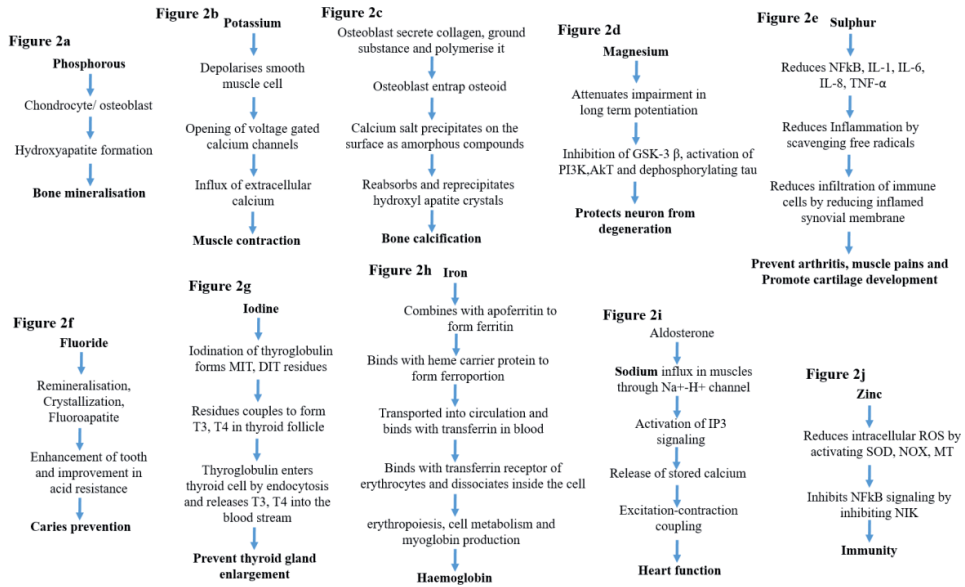 Figure 2a
Phosphorous
Chondrocyte/ osteoblast
Hydroxyapatite formation
Bone mineralisation
Figure 2b
Potassium
Depolarises smooth
muscle cell
Opening of voltage gated
calcium channels
Influx of extracellular
calcium
Muscle contraction
Figure 2c
Osteoblast secrete collagen, ground
substance and polymerise it
Osteoblast entrap osteoid
Calcium salt precipitates on the
surface as amorphous compounds
Reabsorbs and reprecipitates
hydroxyl apatite crystals
Bone calcification
Figure 2d
Magnesium
Attenuates impairment in
long term potentiation
Inhibition of GSK-3 β, activation of
PI3K,AkT and dephosphorylating tau
Protects neuron from
degeneration
Figure 2e
Sulphur
Reduces NFkB, IL-1, IL-6,
IL-8, TNF-α
Reduces Inflammation by
scavenging free radicals
Reduces infiltration of immune
cells by reducing inflamed
synovial membrane
Prevent arthritis, muscle pains and
Promote cartilage development
Figure 2f
Fluoride
Remineralisation,
Crystallization,
Fluoroapatite
Enhancement of tooth
and improvement in
acid resistance
Caries prevention
Figure 2g
Iodine
Iodination of thyroglobulin
forms MIT, DIT residues
Residues couples to form
T3, T4 in thyroid follicle
Thyroglobulin enters
thyroid cell by endocytosis
and releases T3, T4 into the
blood stream
Prevent thyroid gland
enlargement
Figure 2h
Iron
Combines with apoferritin to
form ferritin
Binds with heme carrier protein to
form ferroportion
Transported into circulation and
binds with transferrin in blood
Binds with transferrin receptor of
erythrocytes and dissociates inside the cell
erythropoiesis, cell metabolism and
myoglobin production
Haemoglobin
Figure 2i
Aldosterone
Sodium influx in muscles
through Na+-H+ channel
Activation of IP3
signaling
Release of stored calcium
Excitation-contraction
coupling
Heart function
Figure 2j
Zinc
Reduces intracellular ROS by
activating SOD, NOX, MT
Inhibits NFkB signaling by
inhibiting NIK
Immunity